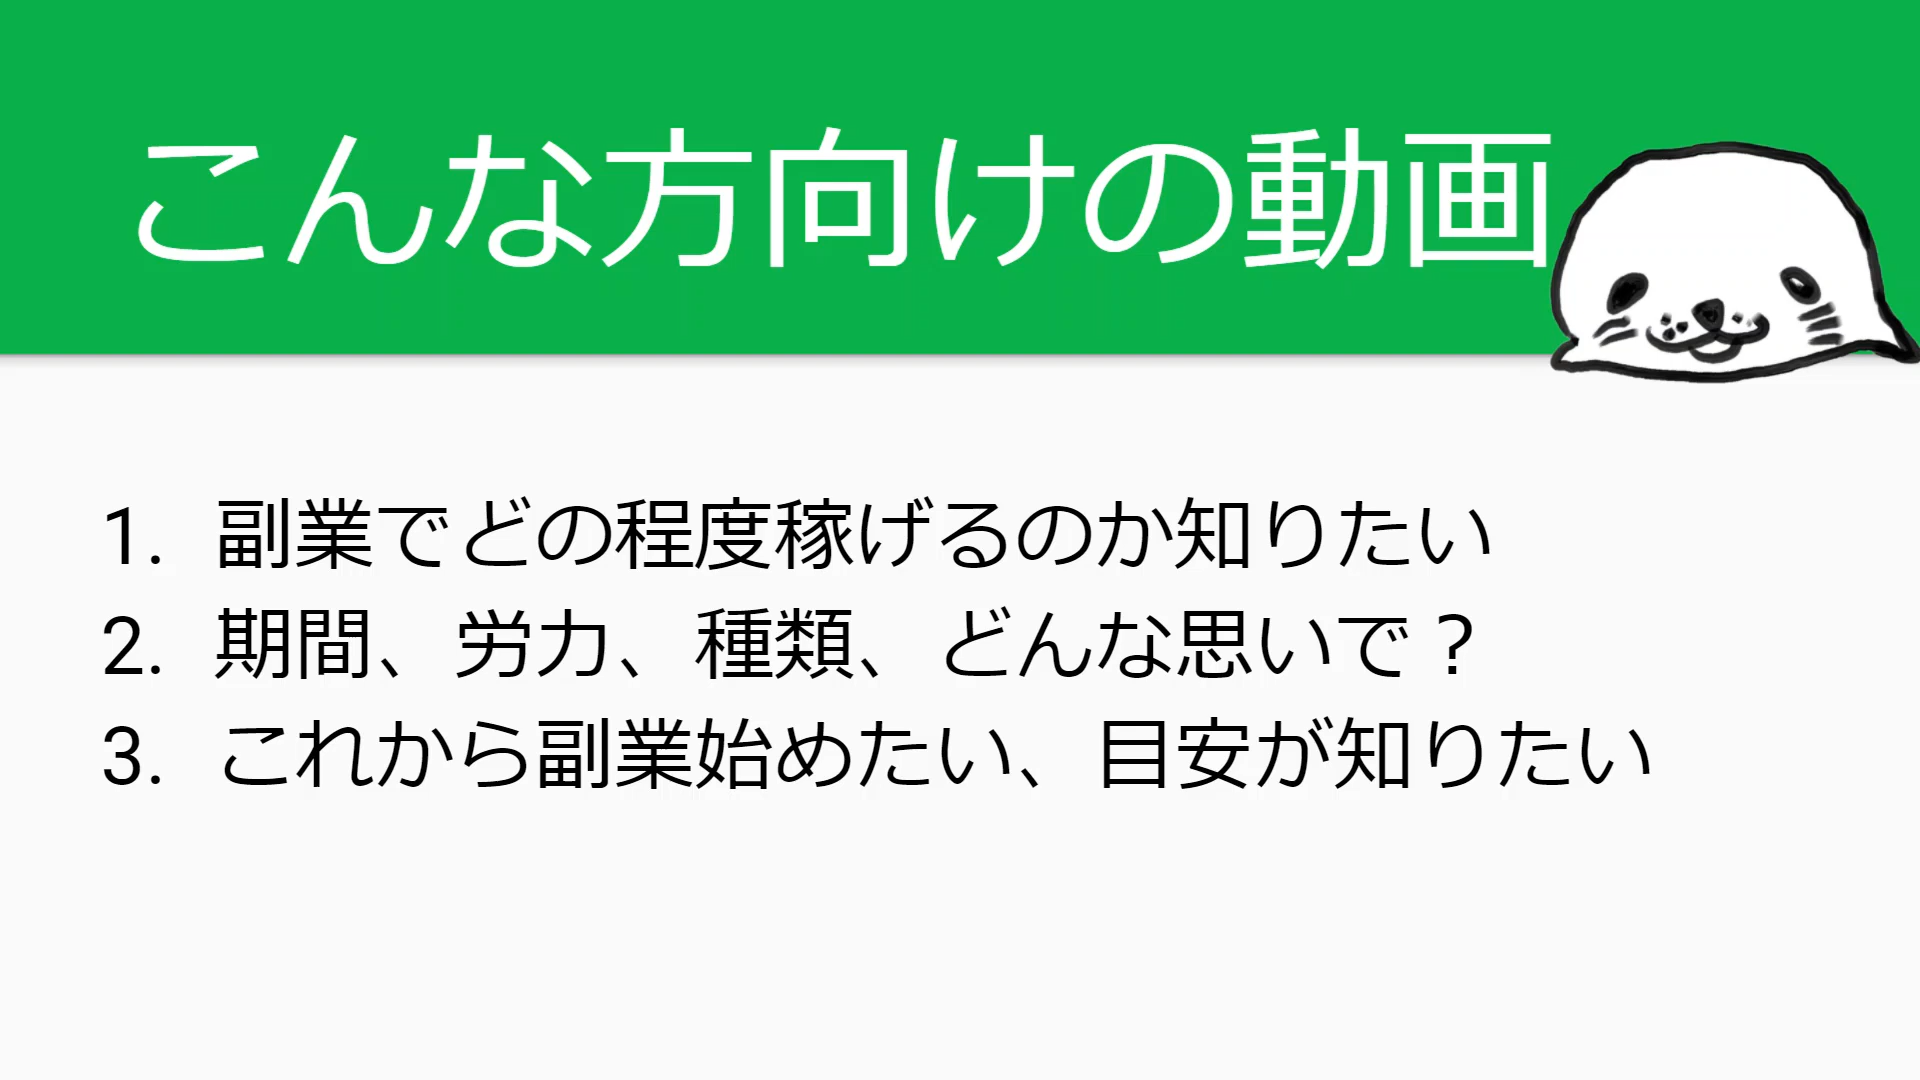 こんな方向けの動画
1. 副業でどの程度稼げるのか知りたい
2. 期間、労力、種類、どんな思いで？
3. これから副業始めたい、目安が知りたい